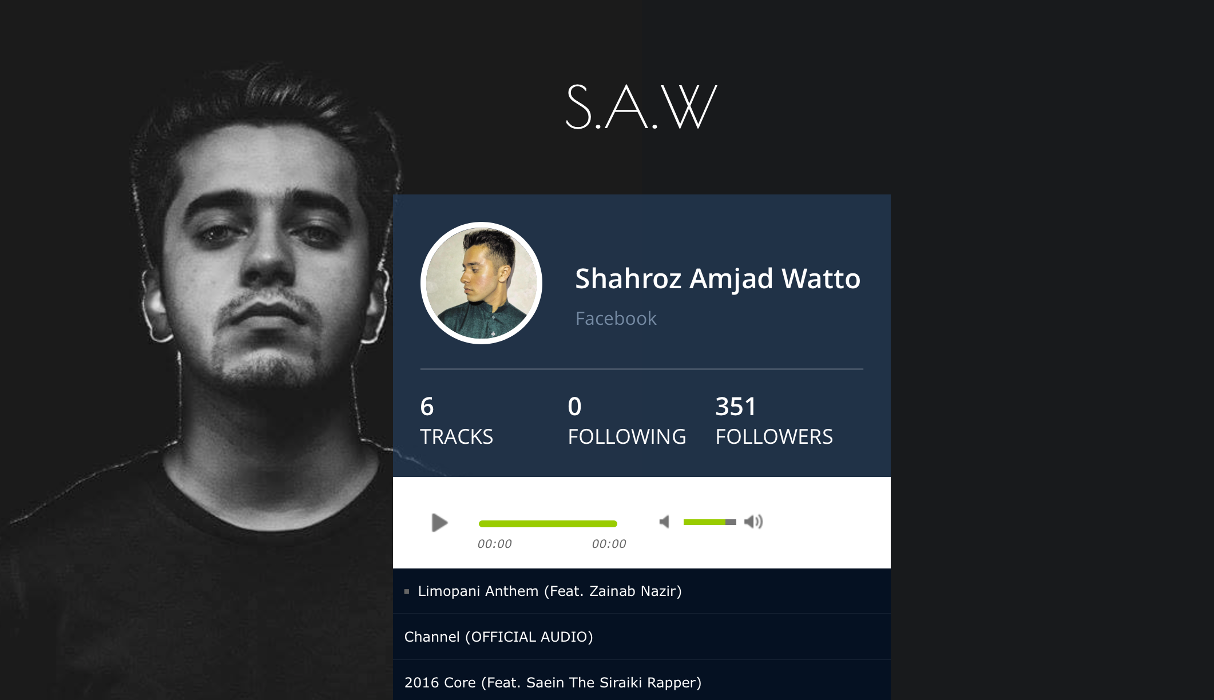 S.A.W
Shahroz Amjad Watto
Facebook
6 0 351
TRACKS FOLLOWING FOLLOWERS
00:00 00:00
Limopani Anthem (Feat. Zainab Nazir)
Channel (OFFICIAL AUDIO)
2016 Core (Feat. Saein The Siraiki Rapper)